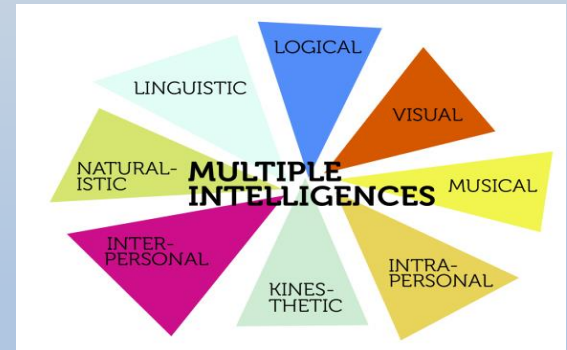 LOGICAL
LINGUISTIC
VISUAL
NATURAL-
ISTIC
MULTIPLE
INTELLIGENCES
MUSICAL
INTER-
PERSONAL
INTRA-
PERSONAL
KINES-
THETIC